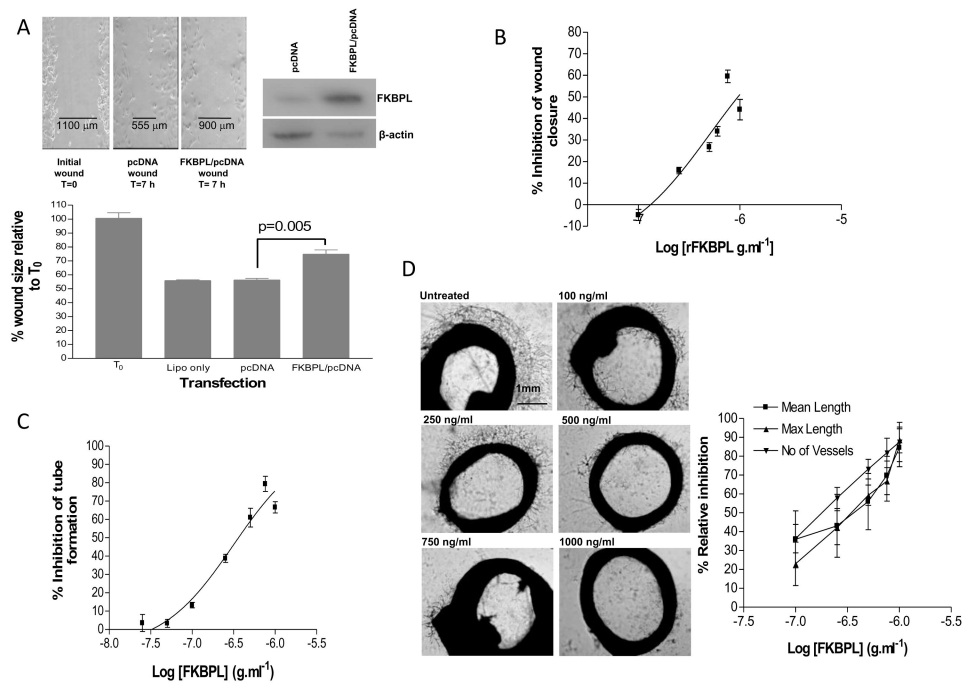 A
1100 μm
555 μm
900 μm
Initial
wound
T=0
pcDNA
wound
T=7 h
FKBPL/pcDNA
wound
T= 7 h
pcDNA
FKBPL/pcDNA
FKBPL
β-actin
% wound size relative
to T0
110
100
90
80
70
60
50
40
30
20
10
0
p=0.005
T0
Lipo only
pcDNA
FKBPL/pcDNA
Transfection
B
% Inhibition of wound
closure
80
70
60
50
40
30
20
10
0
-10
-7
-6
-5
Log [rFKBPL g.ml-1]
C
% Inhibition of tube
formation
100
90
80
70
60
50
40
30
20
10
0
-8.0
-7.5
-7.0
-6.5
-6.0
-5.5
Log [FKBPL] (g.ml-1)
D
Untreated
100 ng/ml
1mm
250 ng/ml
500 ng/ml
750 ng/ml
1000 ng/ml
Mean Length
Max Length
No of Vessels
% Relative inhibition
100
90
80
70
60
50
40
30
20
10
0
-7.5
-7.0
-6.5
-6.0
-5.5
Log [FKBPL] (g.ml-1)